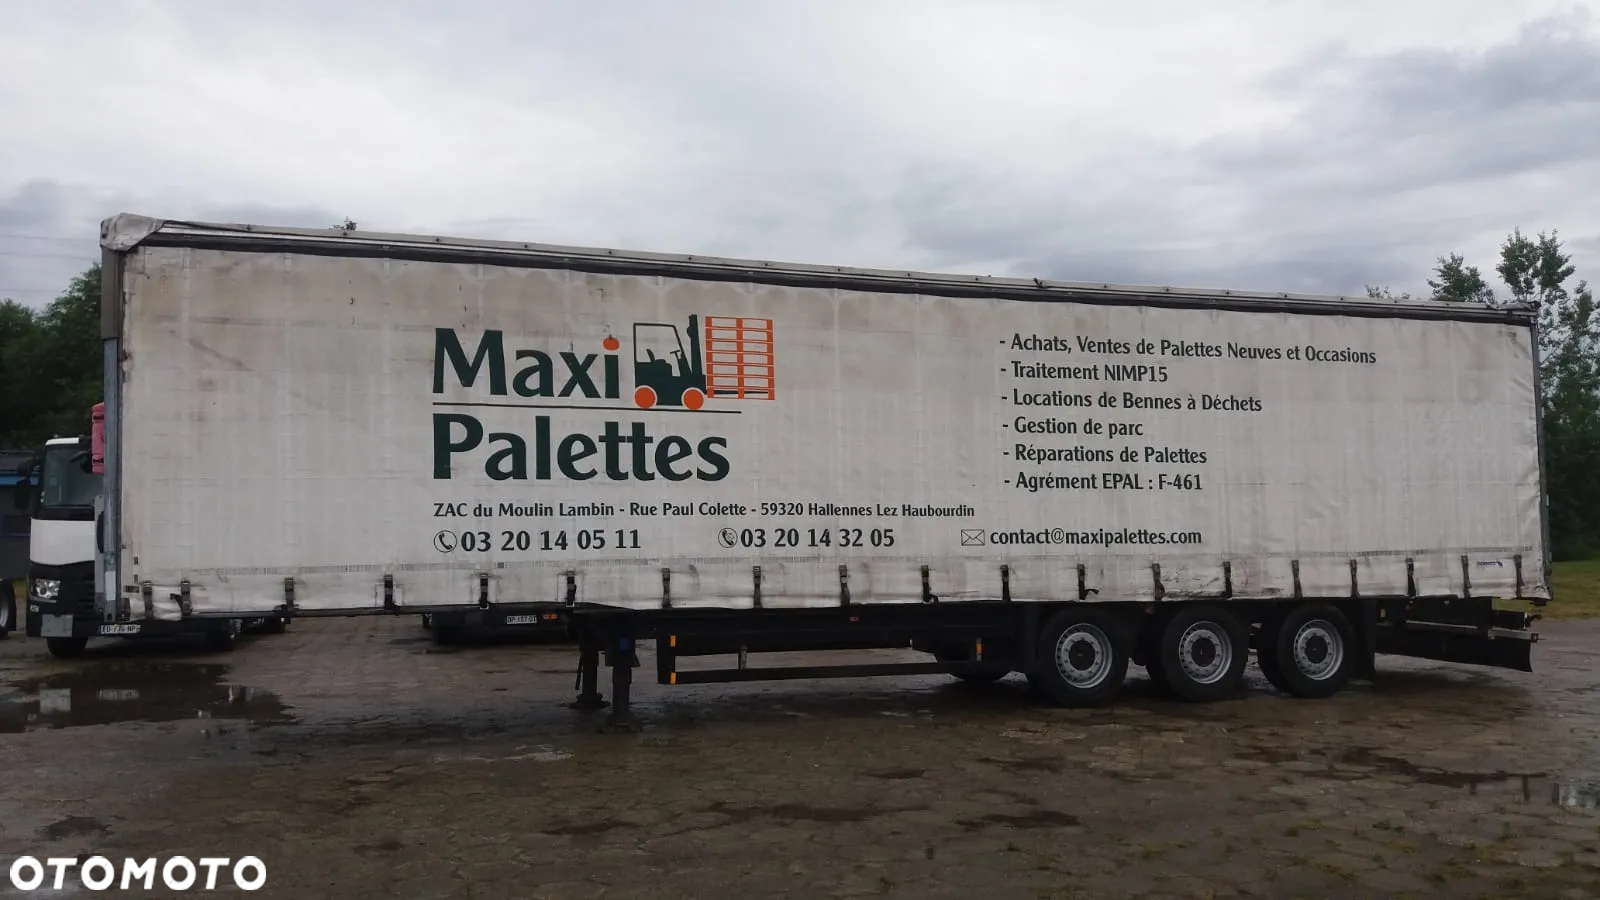 Maxi
Palettes
ZAC du Moulin Lambin - Rue Paul Colette - 59320 Hallennes Lez Haubourdin
03 20 14 05 11
03 20 14 32 05
contact@maxipalettes.com
- Achats, Ventes de Palettes Neuves et Occasions
- Traitement NIMP15
- Locations de Bennes à Déchets
- Gestion de parc
- Réparations de Palettes
- Agrément EPAL : F-461
OTOMOTO